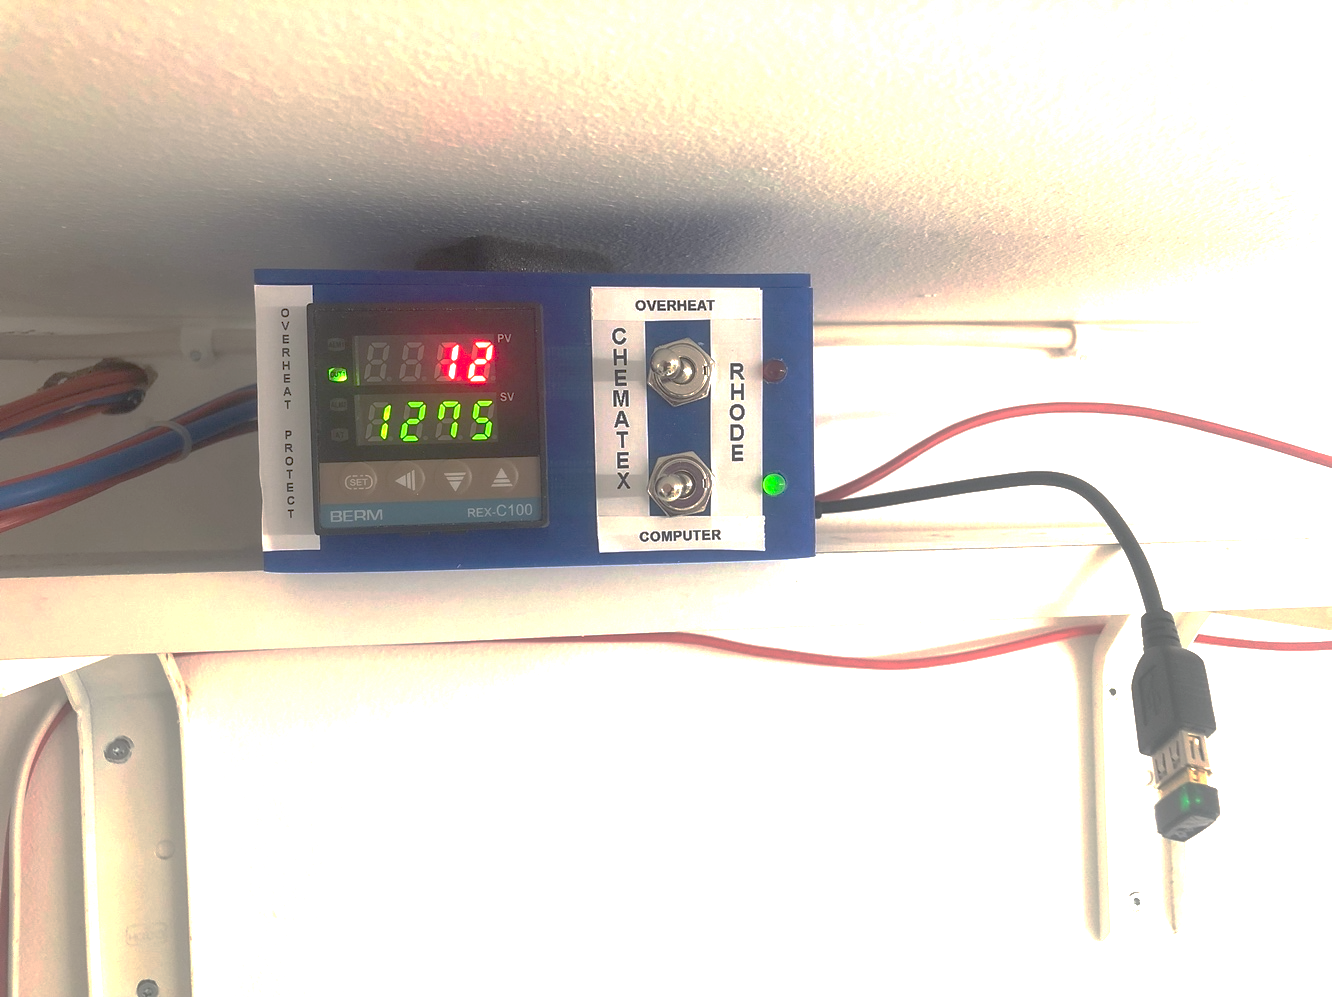 OVERHEAT PROTECT
PV
12
SV
1275
SET
BERM
REX-C100
OVERHEAT
CHEMATEX
RHODE
COMPUTER